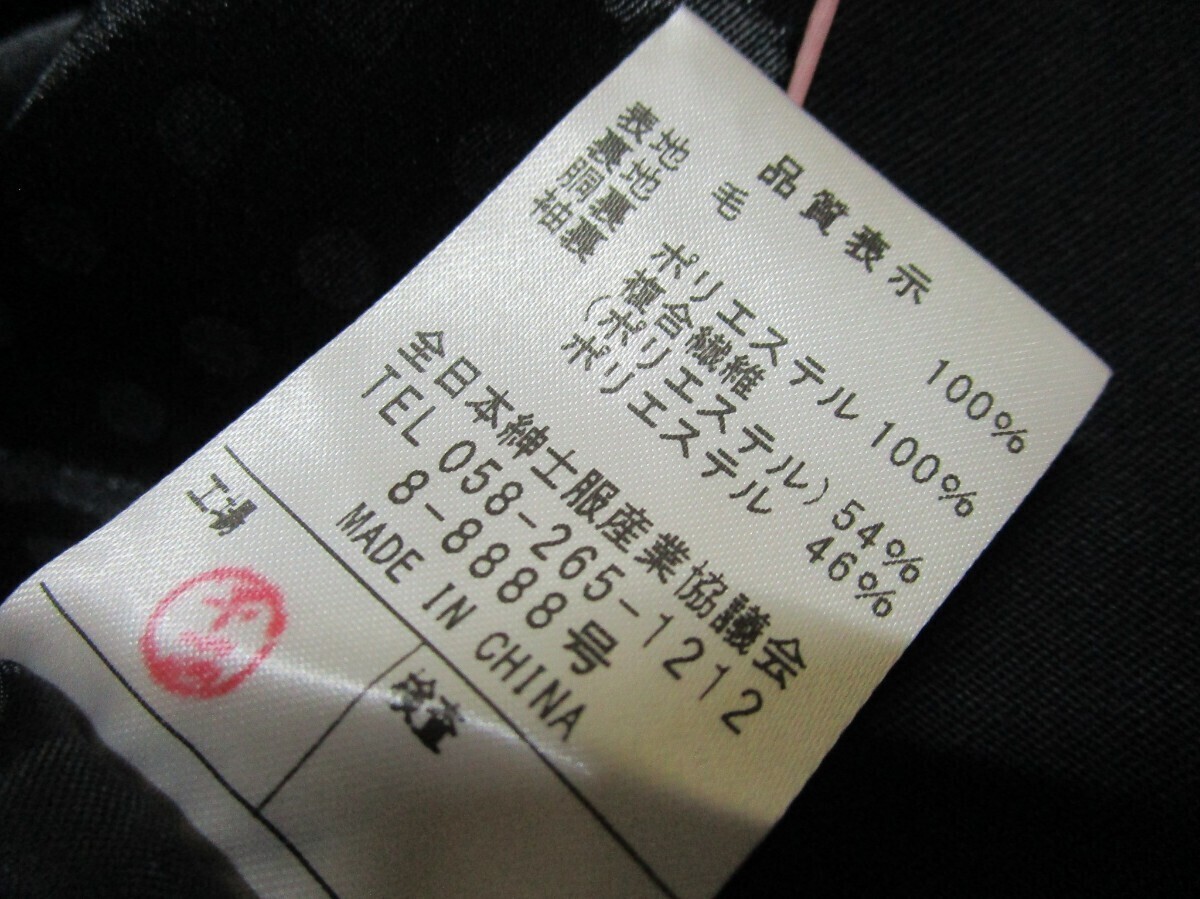 品質表示
表地 毛 100%
裏地
胴裏 ポリエステル 100%
袖裏 複合繊維
(ポリエステル) 54%
ポリエステル 46%
全日本紳士服産業協議会
TEL 058-265-1212
8-8888号
MADE IN CHINA
工場
検査